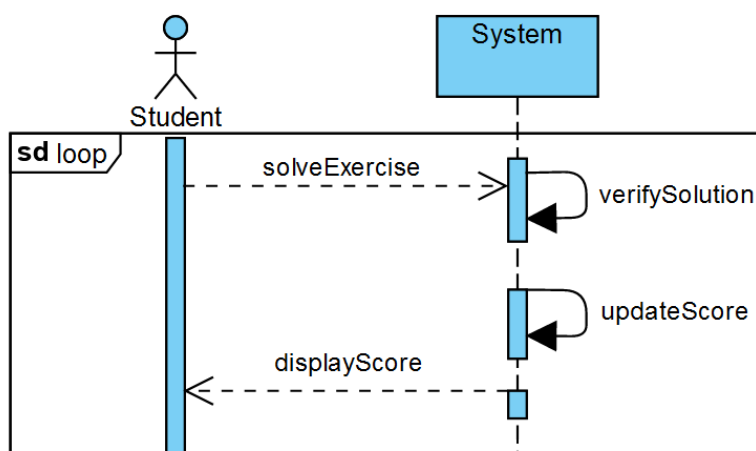 System
Student
sd loop
solveExercise
verifySolution
updateScore
displayScore